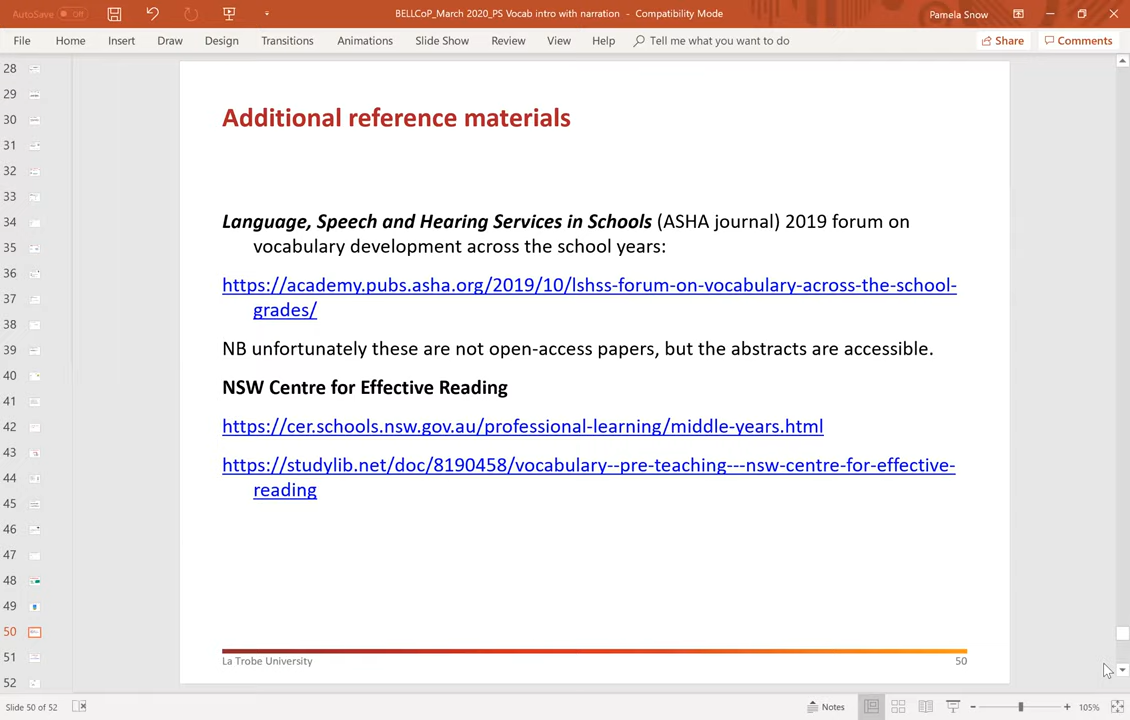 AutoSave Off
BELLCoP_March 2020_PS Vocab intro with narration - Compatibility Mode
Pamela Snow
File Home Insert Draw Design Transitions Animations Slide Show Review View Help Tell me what you want to do Share Comments
28
29
30
31
32
33
34
35
36
37
38
39
40
41
42
43
44
45
46
47
48
49
50
51
52
Additional reference materials
Language, Speech and Hearing Services in Schools (ASHA journal) 2019 forum on
vocabulary development across the school years:
https://academy.pubs.asha.org/2019/10/lshss-forum-on-vocabulary-across-the-school-
grades/
NB unfortunately these are not open-access papers, but the abstracts are accessible.
NSW Centre for Effective Reading
https://cer.schools.nsw.gov.au/professional-learning/middle-years.html
https://studylib.net/doc/8190458/vocabulary--pre-teaching---nsw-centre-for-effective-
reading
La Trobe University 50
Slide 50 of 52 Notes 105%